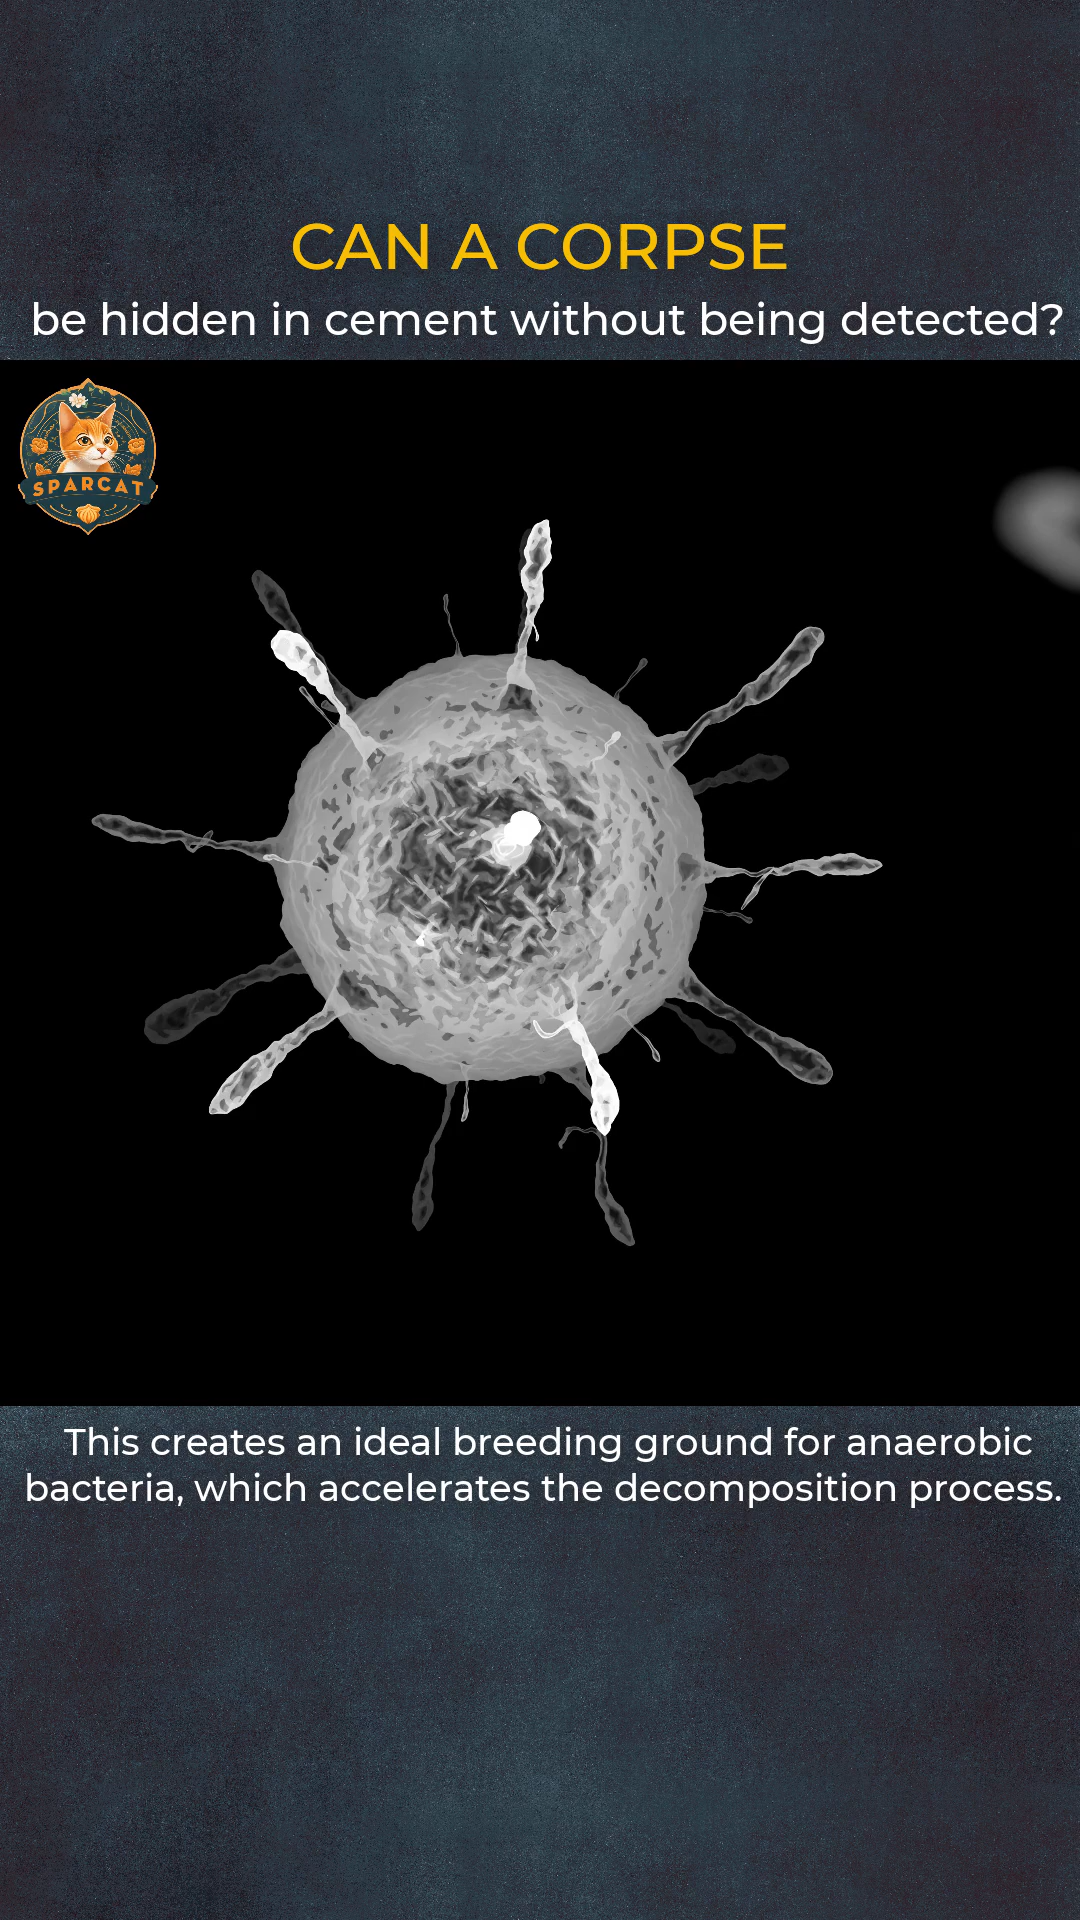 CAN A CORPSE
be hidden in cement without being detected?
SPARCAT
This creates an ideal breeding ground for anaerobic
bacteria, which accelerates the decomposition process.